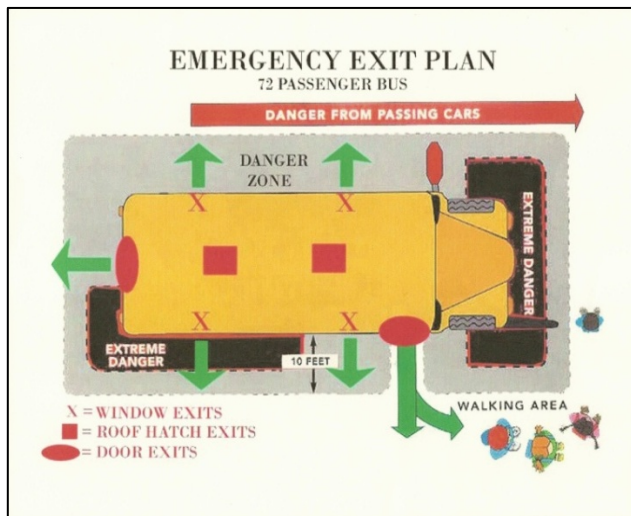 EMERGENCY EXIT PLAN
72 PASSENGER BUS
DANGER FROM PASSING CARS
DANGER
ZONE
X
X
EXTREME DANGER
X
X
EXTREME
DANGER
10 FEET
WALKING AREA
X = WINDOW EXITS
= ROOF HATCH EXITS
= DOOR EXITS